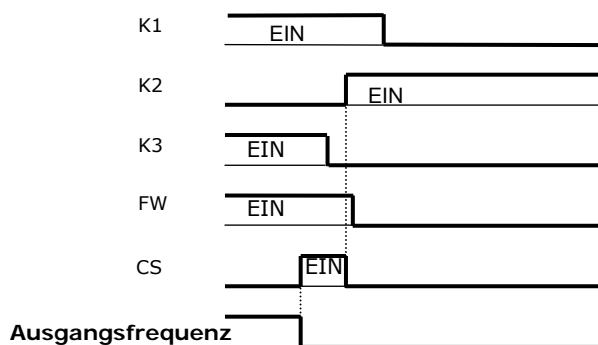 K1
EIN
K2
EIN
K3
EIN
FW
EIN
CS
EIN
Ausgangsfrequenz